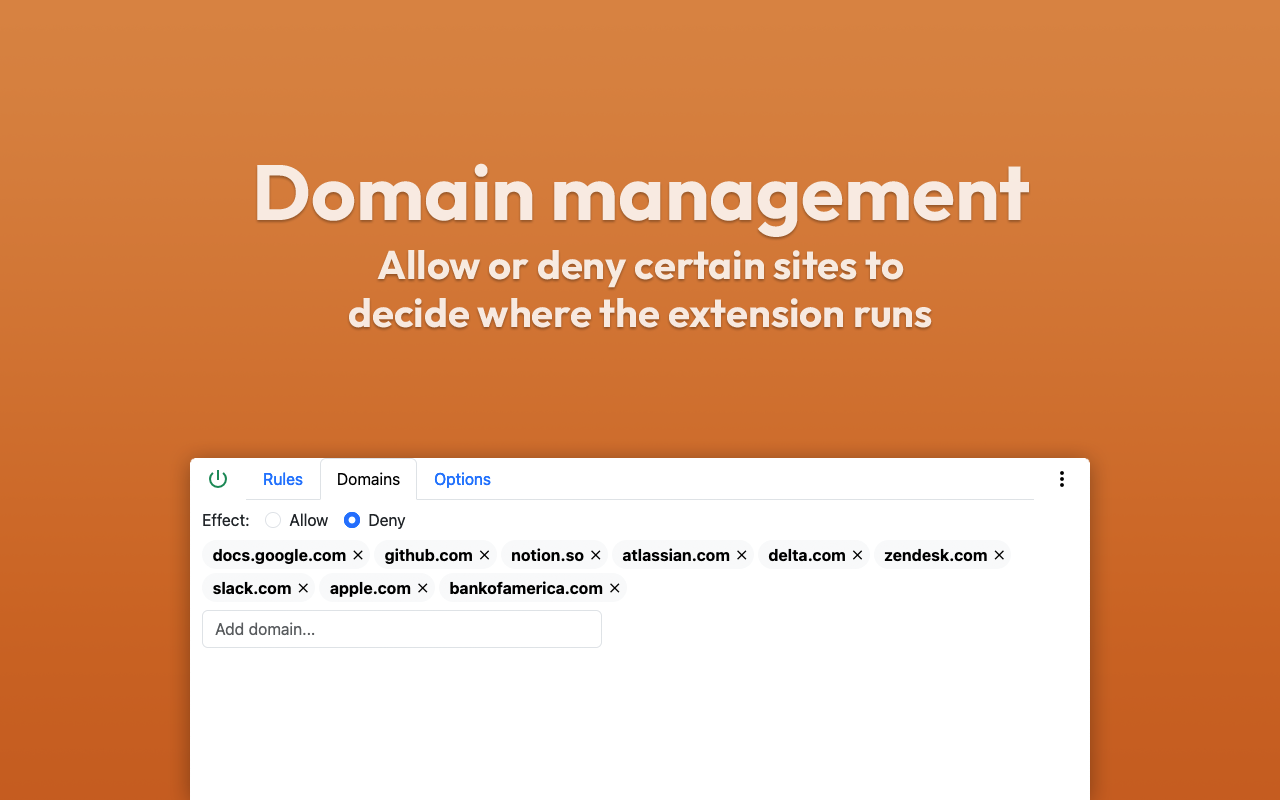 Domain management
Allow or deny certain sites to
decide where the extension runs
Rules Domains Options
Effect: Allow Deny
docs.google.com × github.com × notion.so × atlassian.com × delta.com × zendesk.com ×
slack.com × apple.com × bankofamerica.com ×
Add domain...